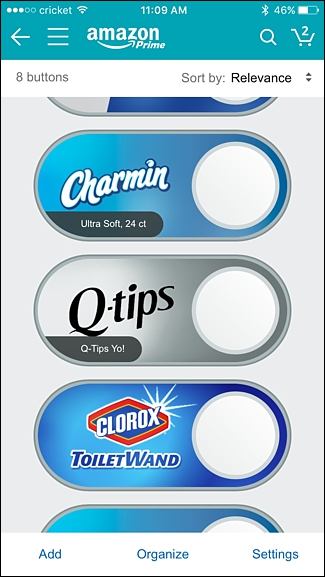 cricket 11:09 AM 46%
amazon 2
Prime
8 buttons Sort by: Relevance
Charmin
Ultra Soft, 24 ct
Q-tips
Q-Tips Yo!
CLOROX
TOILETWAND
Add Organize Settings